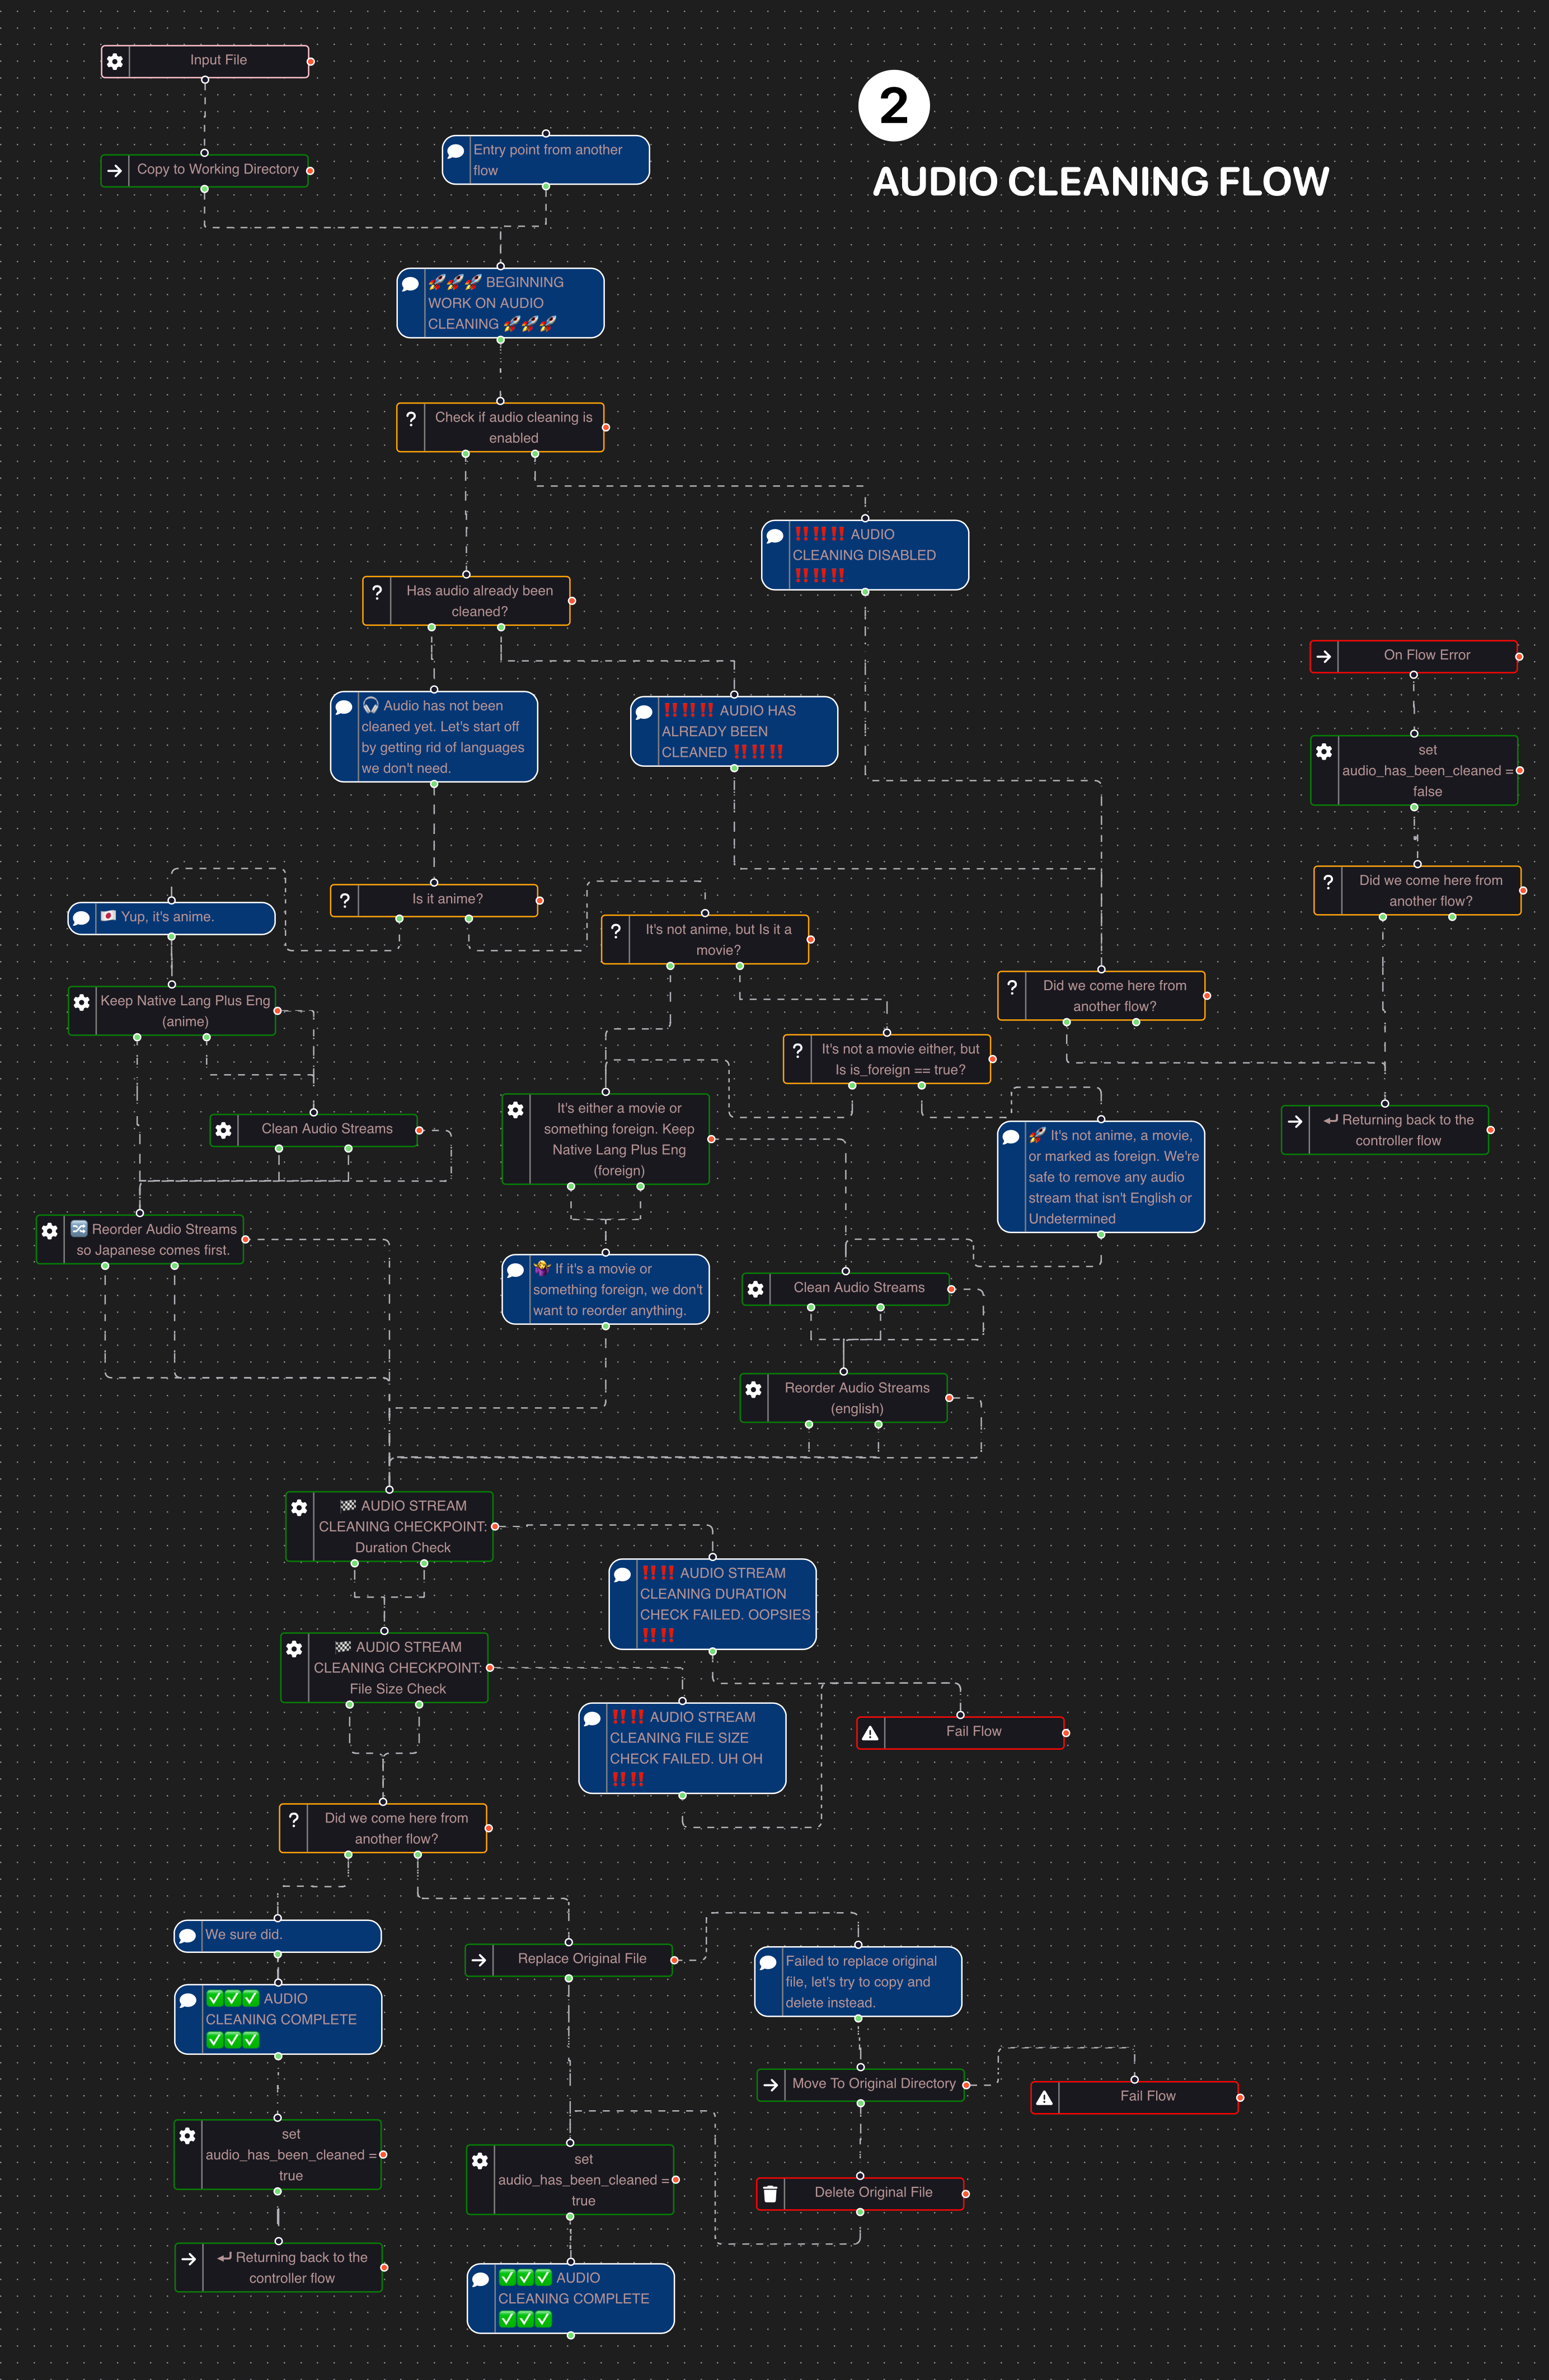 Input File
2
AUDIO CLEANING FLOW
Copy to Working Directory
Entry point from another
flow
🚀🚀🚀 BEGINNING
WORK ON AUDIO
CLEANING 🚀🚀🚀
?
Check if audio cleaning is
enabled
‼️‼️‼️‼️ AUDIO
CLEANING DISABLED
‼️‼️‼️‼️
?
Has audio already been
cleaned?
On Flow Error
🎧 Audio has not been
cleaned yet. Let's start off
by getting rid of languages
we don't need.
‼️‼️‼️‼️ AUDIO HAS
ALREADY BEEN
CLEANED ‼️‼️‼️‼️
set
audio_has_been_cleaned =
false
?
Did we come here from
another flow?
?
Is it anime?
🇯🇵 Yup, it's anime.
?
It's not anime, but Is it a
movie?
?
Did we come here from
another flow?
Keep Native Lang Plus Eng
(anime)
?
It's not a movie either, but
Is is_foreign == true?
Clean Audio Streams
It's either a movie or
something foreign. Keep
Native Lang Plus Eng
(foreign)
🚀 It's not anime, a movie,
or marked as foreign. We're
safe to remove any audio
stream that isn't English or
Undetermined
↵ Returning back to the
controller flow
🔀 Reorder Audio Streams
so Japanese comes first.
🤷‍♀️ If it's a movie or
something foreign, we don't
want to reorder anything.
Clean Audio Streams
Reorder Audio Streams
(english)
🏁 AUDIO STREAM
CLEANING CHECKPOINT:
Duration Check
‼️‼️ AUDIO STREAM
CLEANING DURATION
CHECK FAILED. OOPSIES
‼️‼️
🏁 AUDIO STREAM
CLEANING CHECKPOINT:
File Size Check
‼️‼️ AUDIO STREAM
CLEANING FILE SIZE
CHECK FAILED. UH OH
‼️‼️
Fail Flow
?
Did we come here from
another flow?
We sure did.
Replace Original File
Failed to replace original
file, let's try to copy and
delete instead.
✅✅✅ AUDIO
CLEANING COMPLETE
✅✅✅
Move To Original Directory
Fail Flow
set
audio_has_been_cleaned =
true
set
audio_has_been_cleaned =
true
Delete Original File
↵ Returning back to the
controller flow
✅✅✅ AUDIO
CLEANING COMPLETE
✅✅✅